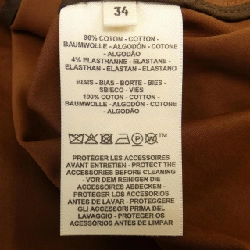 34
96% COTON - COTTON -
BAUMWOLLE - ALGODÓN - COTONE
- ALGODÃO
4% ELASTHANNE - ELASTANE -
ELASTHAN - ELASTAN - ELASTANO
BIAIS - BIAS - BORTE - BIES -
SBIECO - VIÉS
100% COTON - COTTON -
BAUMWOLLE - ALGODÓN - COTONE
- ALGODÃO
PROTEGER LES ACCESSOIRES
AVANT ENTRETIEN - PROTECT THE
ACCESSORIES BEFORE CLEANING
- VOR DEM REINIGEN DIE
ACCESSOIRES ABDECKEN -
PROTEGER LOS ACCESORIOS
ANTES DE LAVAR - PROTEGGERE
GLI ACCESSORI PRIMA DEL
LAVAGGIO - PROTEGER OS
ACESSORIOS ANTES DE LIMPAR